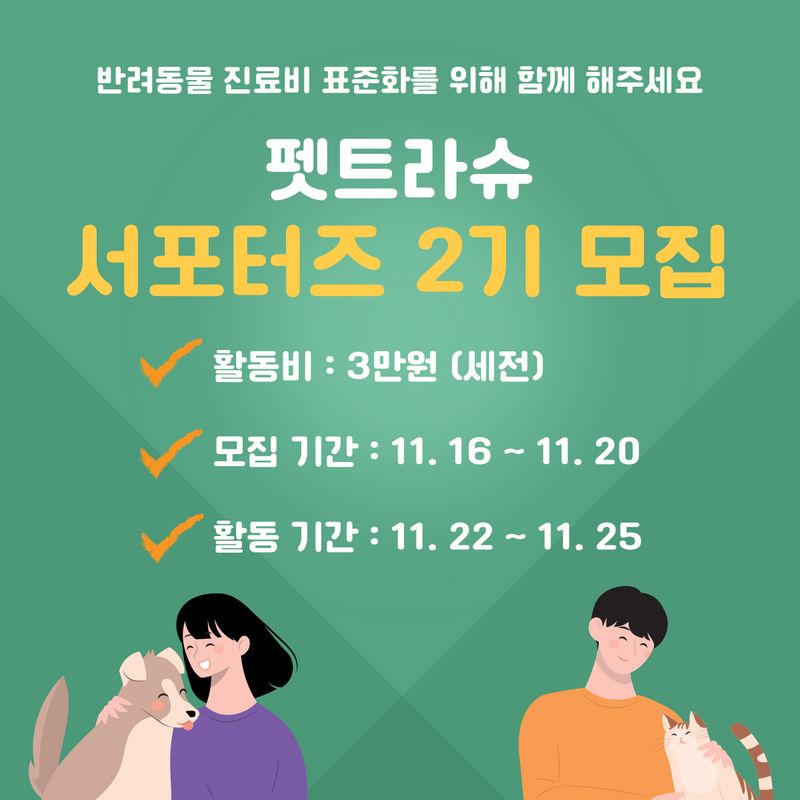 반려동물 진료비 표준화를 위해 함께 해주세요
펫트라슈
서포터즈 2기 모집
활동비 : 3만원 (세전)
모집 기간 : 11. 16 ~ 11. 20
활동 기간 : 11. 22 ~ 11. 25